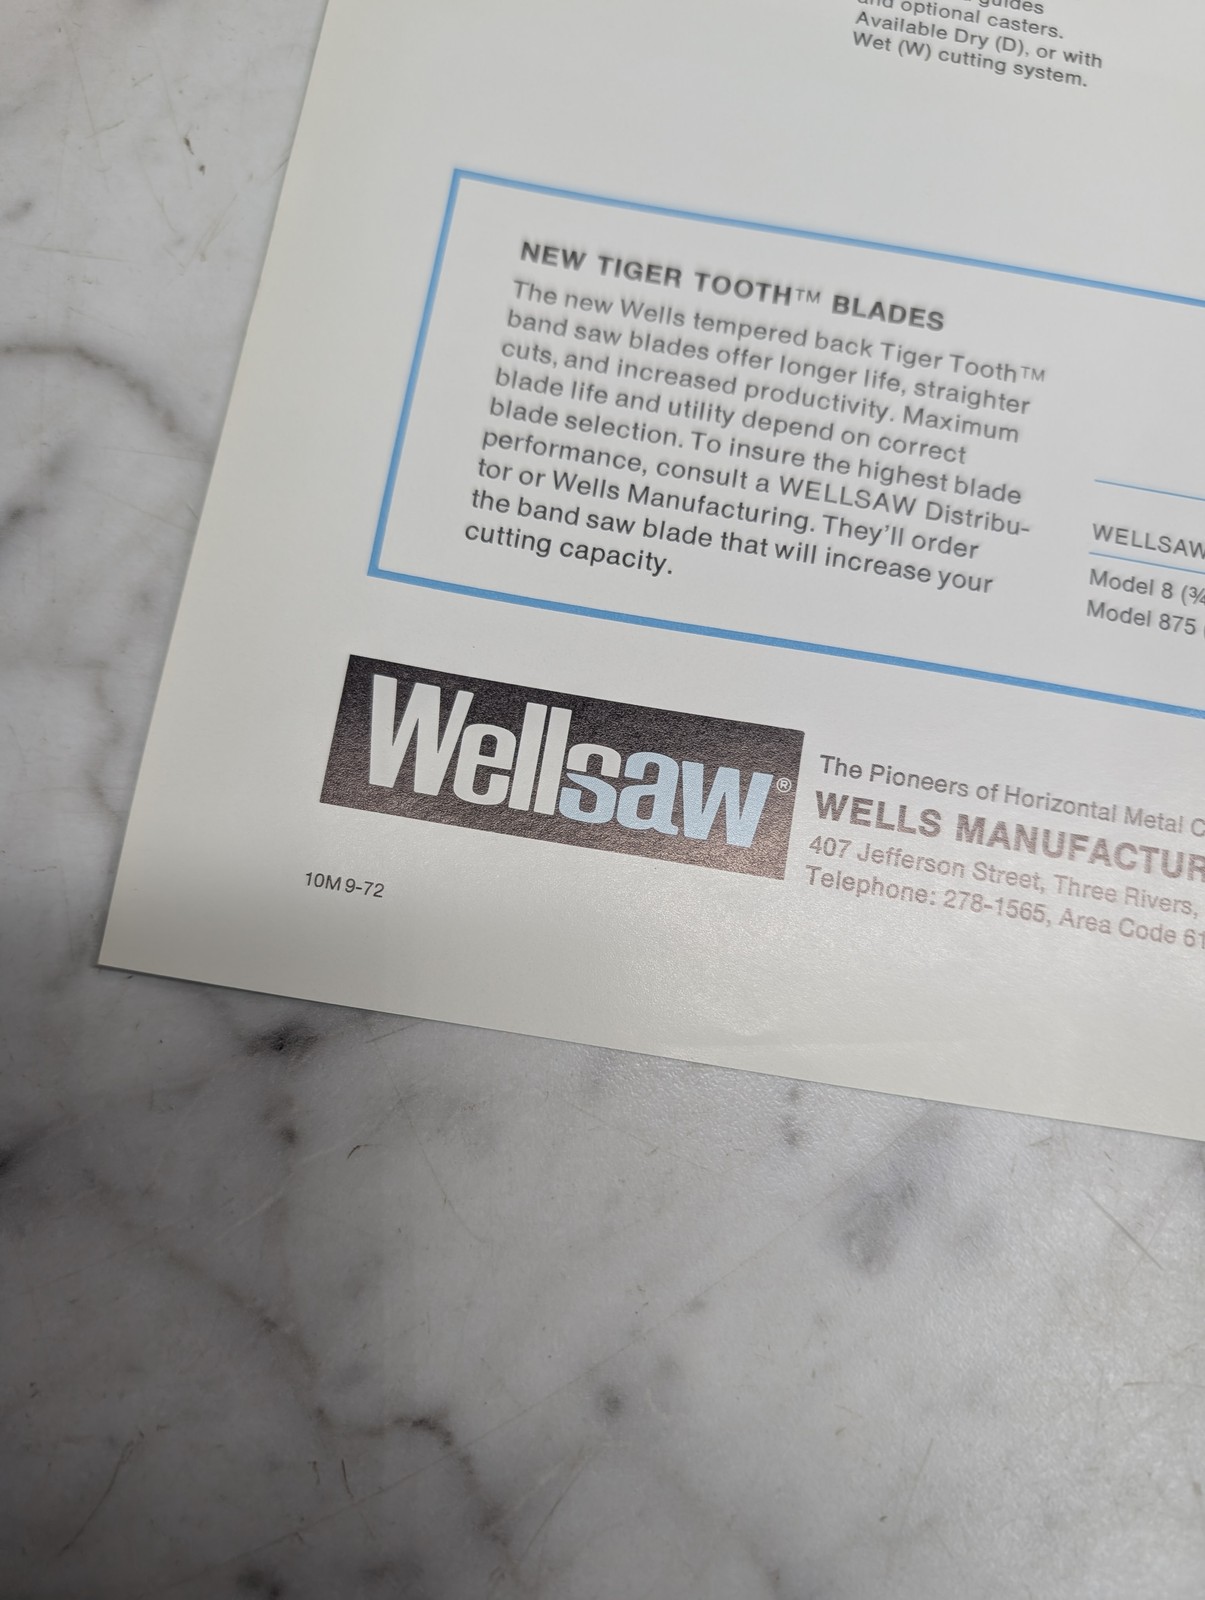 guides
and optional casters.
Available Dry (D), or with
Wet (W) cutting system.
NEW TIGER TOOTH™ BLADES
The new Wells tempered back Tiger Tooth™
band saw blades offer longer life, straighter
cuts, and increased productivity. Maximum
blade life and utility depend on correct
blade selection. To insure the highest blade
performance, consult a WELLSAW Distribu-
tor or Wells Manufacturing. They'll order
the band saw blade that will increase your
cutting capacity.
WELLSAW
Model 8 (¾
Model 875
Wellsaw®
The Pioneers of Horizontal Metal C
WELLS MANUFACTUR
407 Jefferson Street, Three Rivers,
Telephone: 278-1565, Area Code 61
10M 9-72